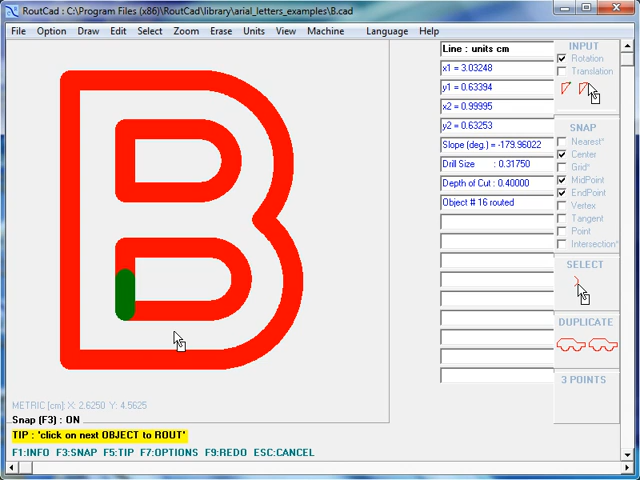 RoutCad : C:\Program Files (x86)\RoutCad\library\arial_letters_examples\B.cad
File Option Draw Edit Select Zoom Erase Units View Machine Language Help
Line : units cm
x1 = 3.03248
y1 = 0.63394
x2 = 0.99995
y2 = 0.63253
Slope (deg.) = -179.96022
Drill Size : 0.31750
Depth of Cut : 0.40000
Object # 16 routed
INPUT
Rotation
Translation
SNAP
Nearest*
Center
Grid*
MidPoint
EndPoint
Vertex
Tangent
Point
Intersection*
SELECT
DUPLICATE
3 POINTS
B
METRIC (cm): X: 2.6250 Y: 4.5625
Snap (F3) : ON
TIP : 'click on next OBJECT to ROUT'
F1:INFO F3:SNAP F5:TIP F7:OPTIONS F9:REDO ESC:CANCEL